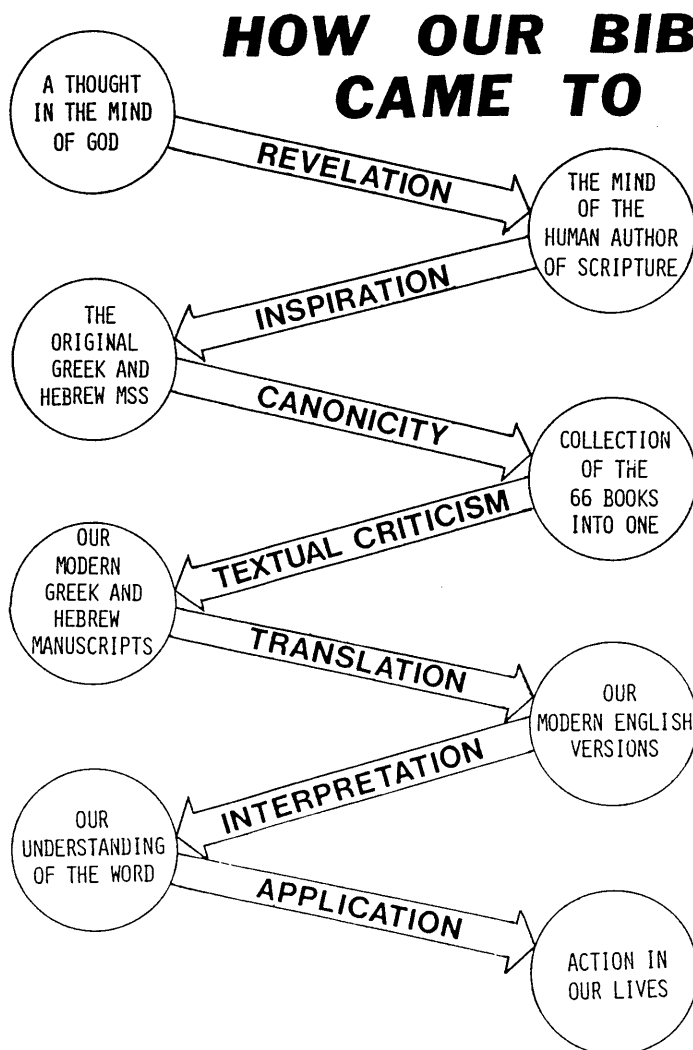 HOW OUR BIB
CAME TO
A THOUGHT
IN THE MIND
OF GOD
REVELATION
THE MIND
OF THE
HUMAN AUTHOR
OF SCRIPTURE
INSPIRATION
THE
ORIGINAL
GREEK AND
HEBREW MSS
CANONICITY
COLLECTION
OF THE
66 BOOKS
INTO ONE
TEXTUAL CRITICISM
OUR
MODERN
GREEK AND
HEBREW
MANUSCRIPTS
TRANSLATION
OUR
MODERN ENGLISH
VERSIONS
INTERPRETATION
OUR
UNDERSTANDING
OF THE WORD
APPLICATION
ACTION IN
OUR LIVES